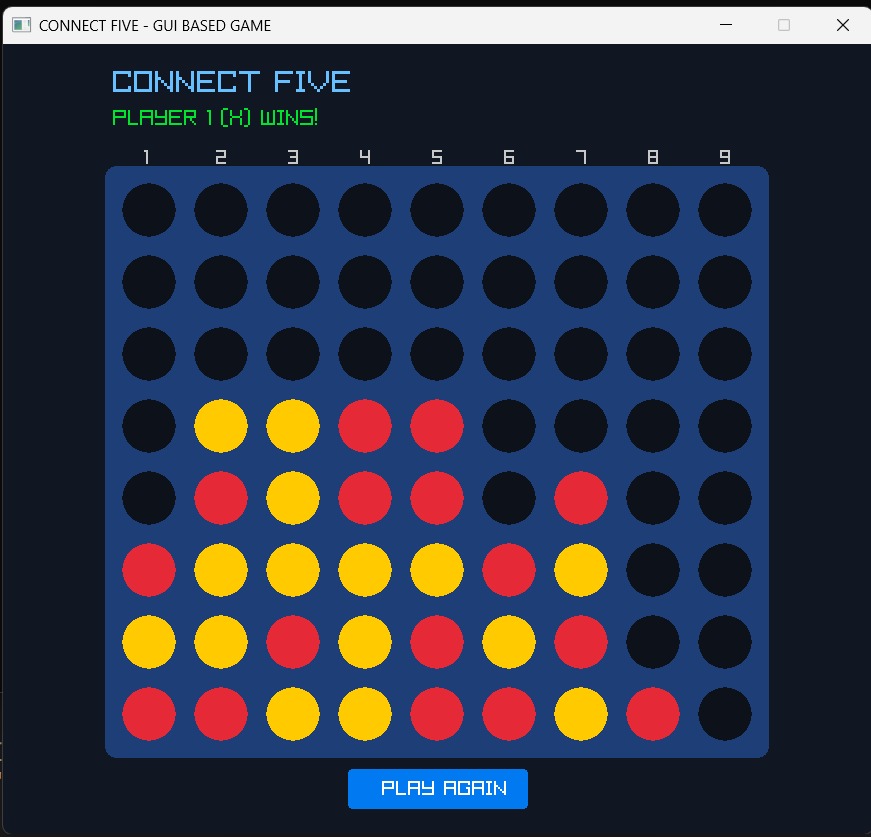 CONNECT FIVE - GUI BASED GAME
CONNECT FIVE
PLAYER 1 (X) WINS!
1 2 3 4 5 6 7 8 9
PLAY AGAIN